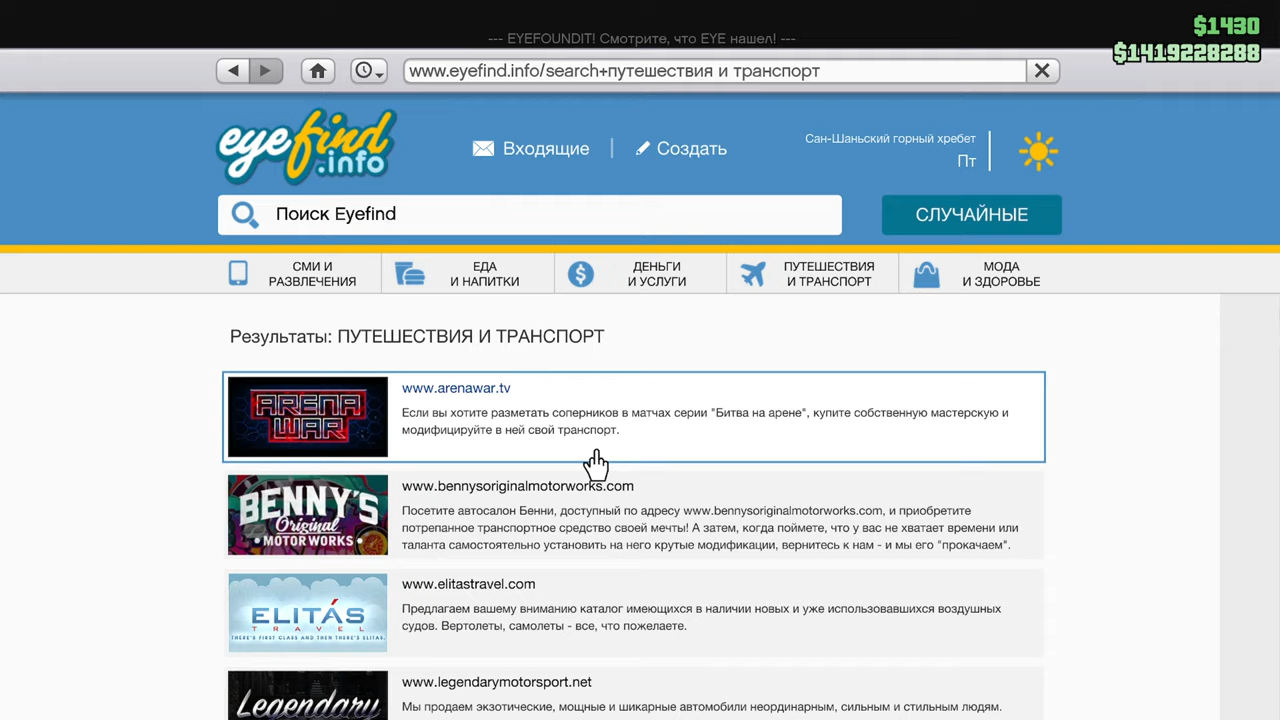 $1430
--- EYEFOUNDIT! Смотрите, что EYE нашел! ---
$1419228288
www.eyefind.info/search+путешествия и транспорт
eyefind
.info
Входящие
Создать
Сан-Шаньский горный хребет
Пт
Поиск Eyefind
СЛУЧАЙНЫЕ
СМИ И
РАЗВЛЕЧЕНИЯ
ЕДА
И НАПИТКИ
ДЕНЬГИ
И УСЛУГИ
ПУТЕШЕСТВИЯ
И ТРАНСПОРТ
МОДА
И ЗДОРОВЬЕ
Результаты: ПУТЕШЕСТВИЯ И ТРАНСПОРТ
ARENA
WAR
www.arenawar.tv
Если вы хотите разметать соперников в матчах серии "Битва на арене", купите собственную мастерскую и
модифицируйте в ней свой транспорт.
BENNY'S
Original
MOTOR WORKS
www.bennysoriginalmotorworks.com
Посетите автосалон Бенни, доступный по адресу www.bennysoriginalmotorworks.com, и приобретите
потрепанное транспортное средство своей мечты! А затем, когда поймете, что у вас не хватает времени или
таланта самостоятельно установить на него крутые модификации, вернитесь к нам - и мы его "прокачаем".
ELITÁS
TRAVEL
THERE'S FIRST CLASS AND THEN THERE'S ELITAS.
www.elitastravel.com
Предлагаем вашему вниманию каталог имеющихся в наличии новых и уже использовавшихся воздушных
судов. Вертолеты, самолеты - все, что пожелаете.
Legendary
www.legendarymotorsport.net
Мы продаем экзотические, мощные и шикарные автомобили неординарным, сильным и стильным людям.